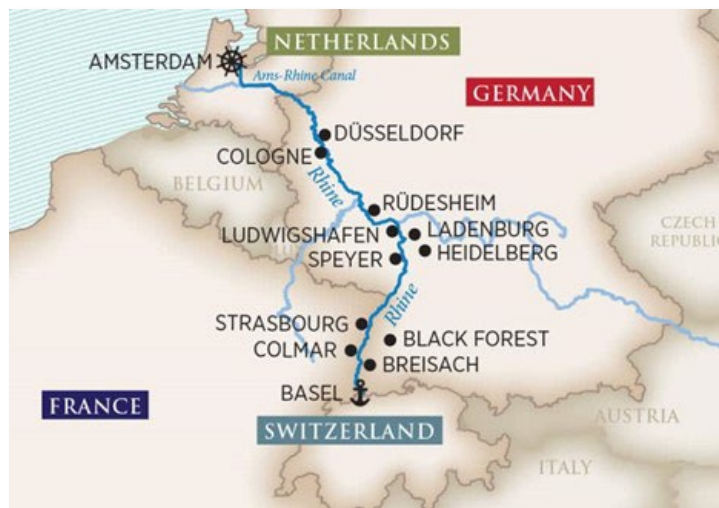 NETHERLANDS
AMSTERDAM
Ams-Rhine Canal
GERMANY
DÜSSELDORF
COLOGNE
BELGIUM
Rhine
RÜDESHEIM
LUDWIGSHAFEN
LADENBURG
CZECH
REPUBLIC
SPEYER
HEIDELBERG
Rhine
STRASBOURG
BLACK FOREST
COLMAR
BREISACH
BASEL
FRANCE
SWITZERLAND
AUSTRIA
ITALY